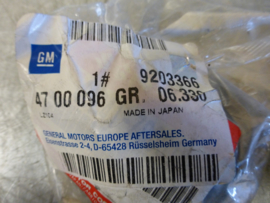 GM
1# 9203366
47 00 096 GR. 06.330
MADE IN JAPAN
GENERAL MOTORS EUROPE AFTERSALES.
2-4, D-65428 Rüsselsheim Germany